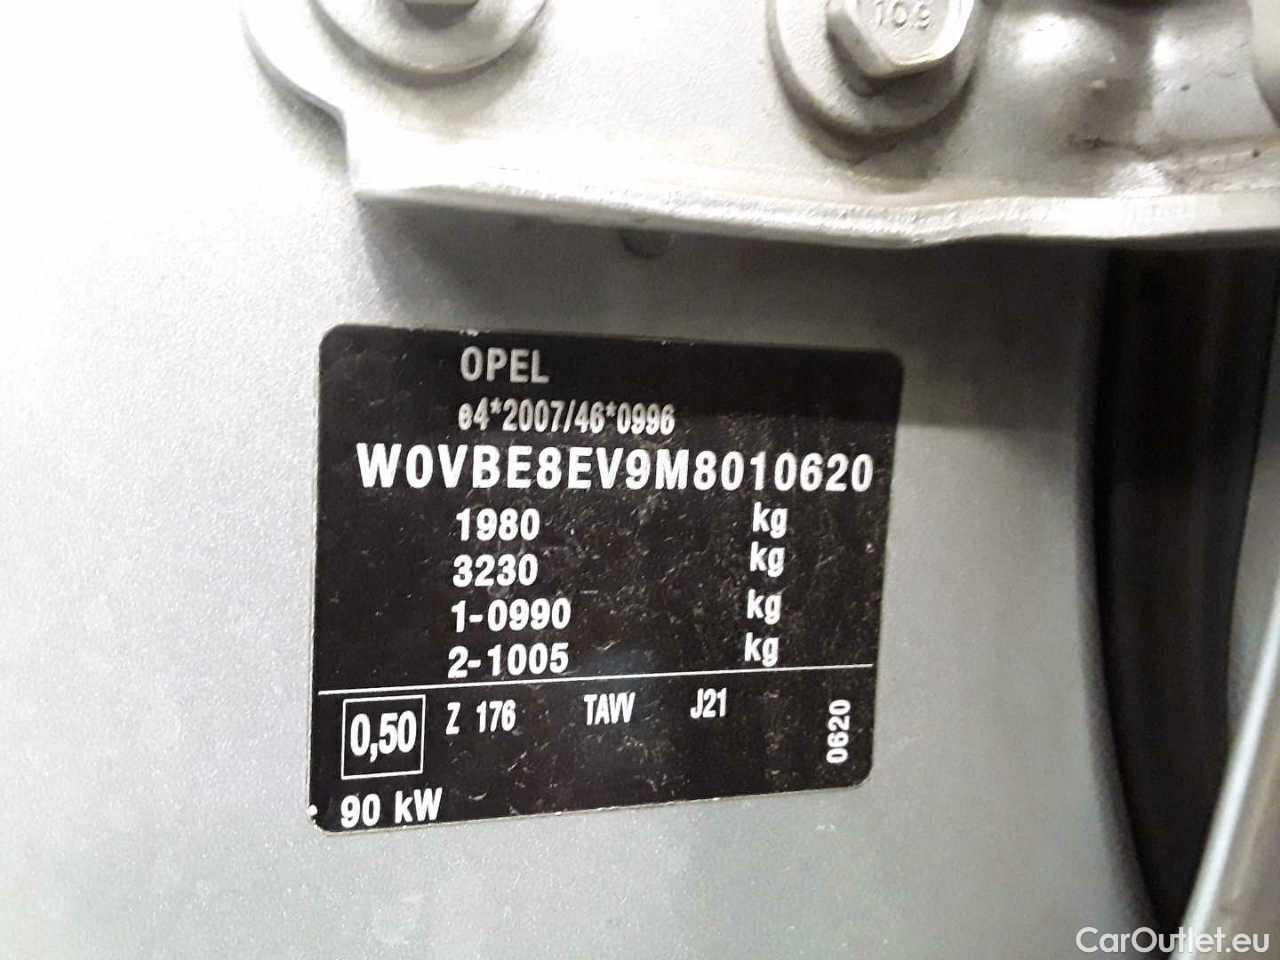 109
OPEL
e4*2007/46*0996
W0VBE8EV9M8010620
1980 kg
3230 kg
1-0990 kg
2-1005 kg
0,50 Z 176 TAW J21 0620
90 kW
CarOutlet.eu